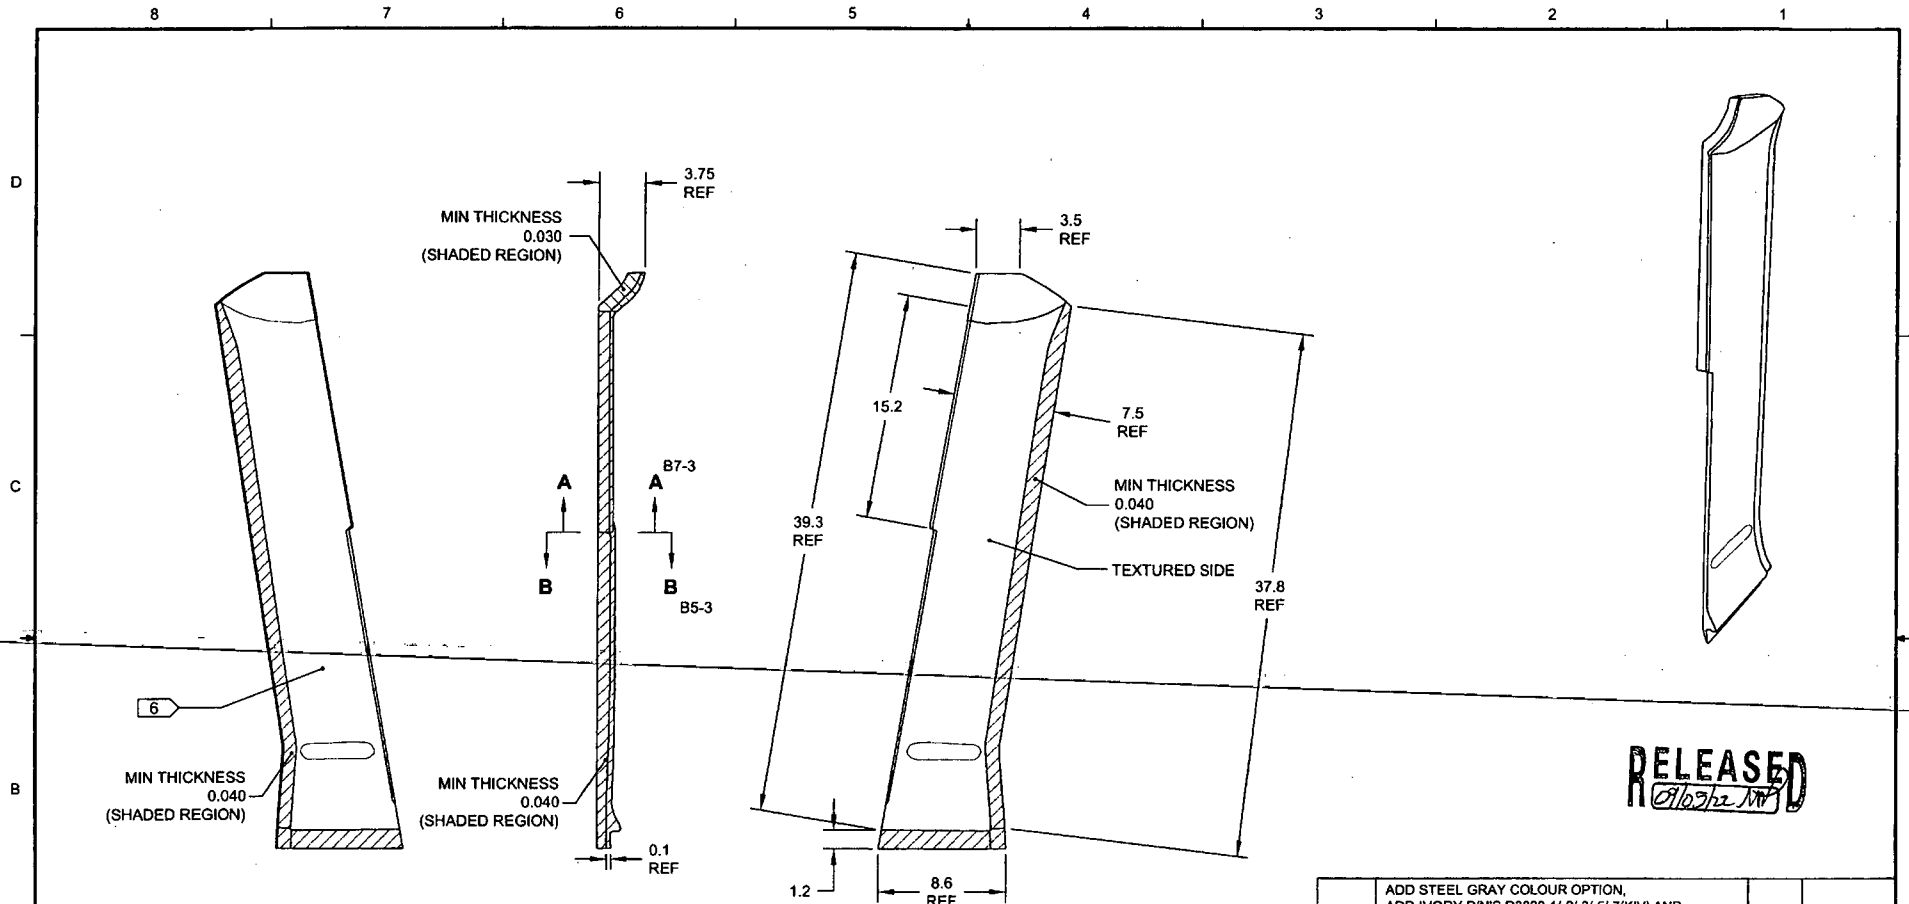 8 7 6 5 4 3 2 1
D
C
B
3.75
REF
MIN THICKNESS
0.030
(SHADED REGION)
3.5
REF
15.2
7.5
REF
A A B7-3
MIN THICKNESS
0.040
(SHADED REGION)
39.3
REF
B B
B5-3
TEXTURED SIDE
37.8
REF
6
MIN THICKNESS
0.040
(SHADED REGION)
MIN THICKNESS
0.040
(SHADED REGION)
RELEASED
0.1
REF
1.2
8.6
REF
ADD STEEL GRAY COLOUR OPTION,